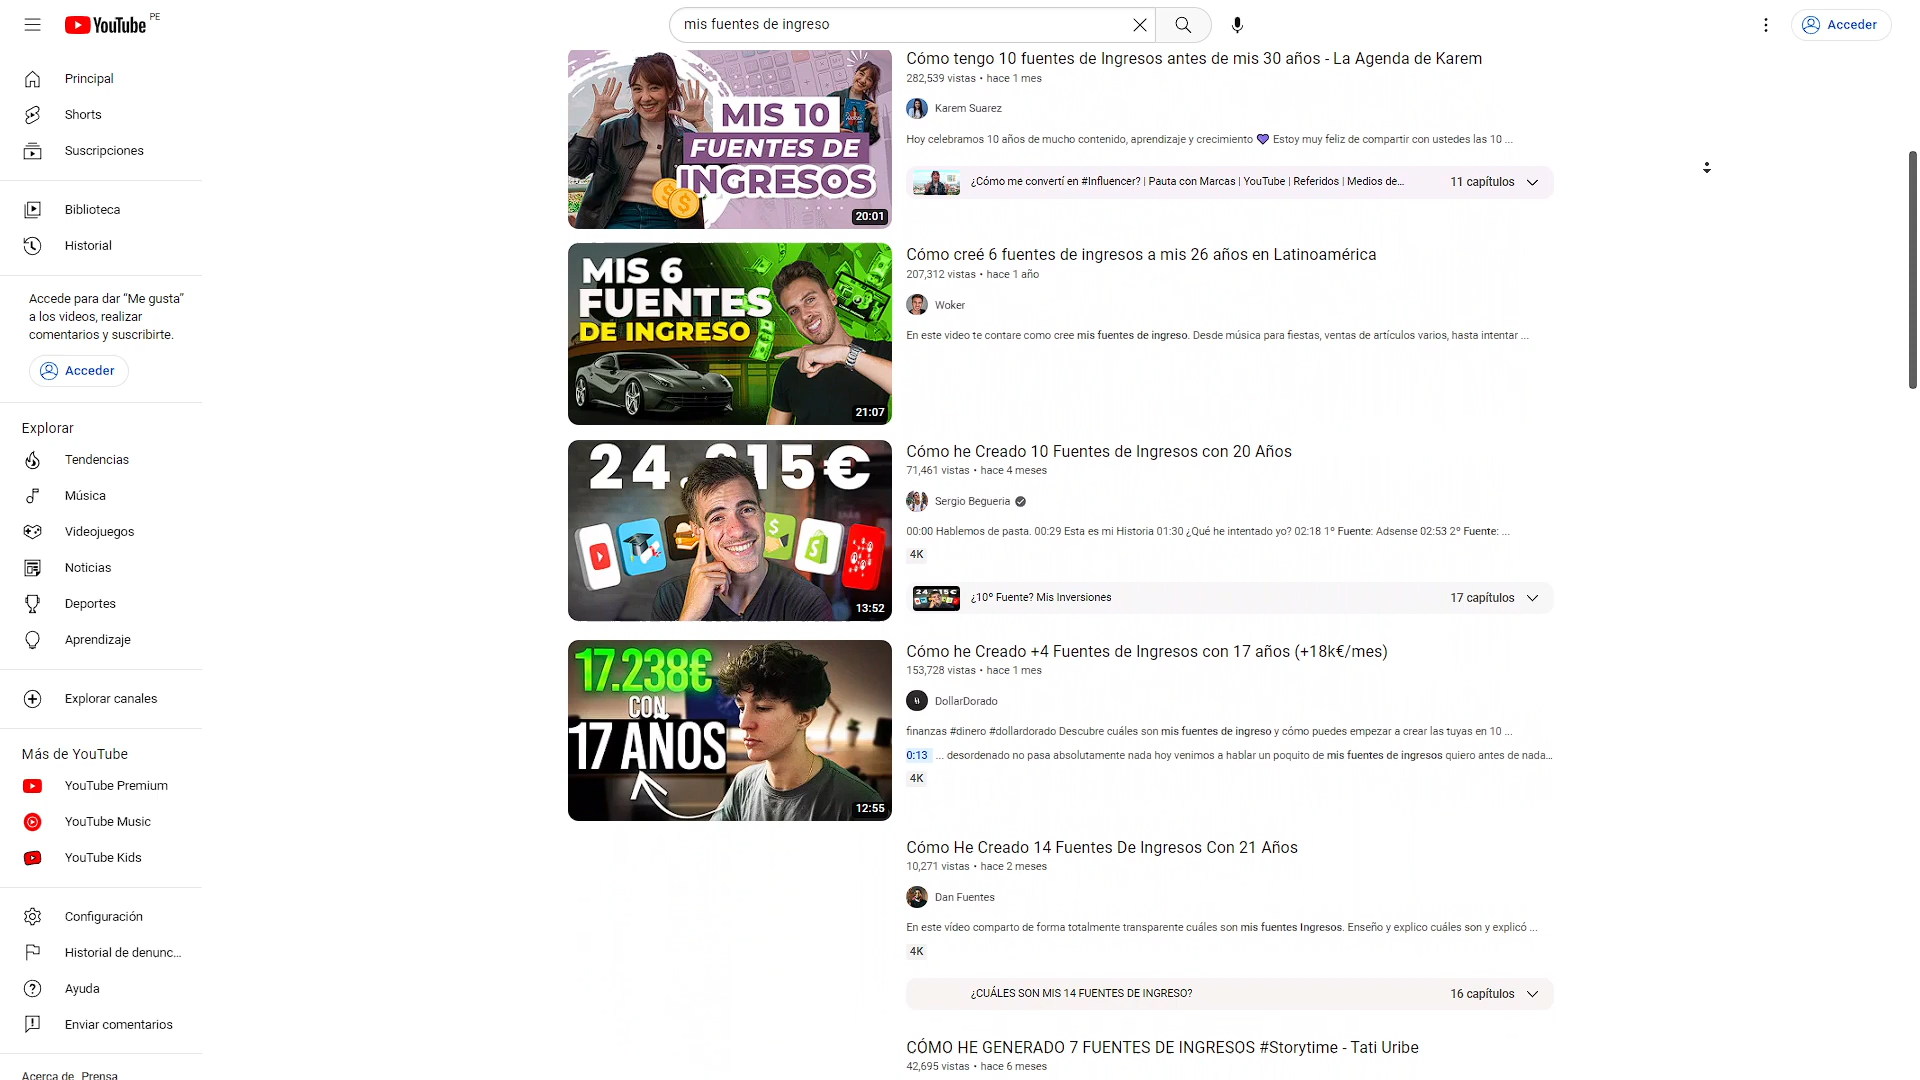 YouTube PE
mis fuentes de ingreso
Acceder
Principal
Shorts
Suscripciones
Biblioteca
Historial
Accede para dar “Me gusta”
a los videos, realizar
comentarios y suscribirte.
Acceder
Explorar
Tendencias
Música
Videojuegos
Noticias
Deportes
Aprendizaje
Explorar canales
Más de YouTube
YouTube Premium
YouTube Music
YouTube Kids
Configuración
Historial de denunc...
Ayuda
Enviar comentarios
Acerca de Prensa
MIS 10
FUENTES DE
INGRESOS
20:01
Cómo tengo 10 fuentes de Ingresos antes de mis 30 años - La Agenda de Karem
282,539 vistas • hace 1 mes
Karem Suarez
Hoy celebramos 10 años de mucho contenido, aprendizaje y crecimiento 💜 Estoy muy feliz de compartir con ustedes las 10 ...
¿Cómo me convertí en #Influencer? | Pauta con Marcas | YouTube | Referidos | Medios de...
11 capítulos
MIS 6
FUENTES
DE INGRESO
21:07
Cómo creé 6 fuentes de ingresos a mis 26 años en Latinoamérica
207,312 vistas • hace 1 año
Woker
En este video te contare como cree mis fuentes de ingreso. Desde música para fiestas, ventas de artículos varios, hasta intentar ...
24.815€
13:52
Cómo he Creado 10 Fuentes de Ingresos con 20 Años
71,461 vistas • hace 4 meses
Sergio Begueria
00:00 Hablemos de pasta. 00:29 Esta es mi Historia 01:30 ¿Qué he intentado yo? 02:18 1º Fuente: Adsense 02:53 2º Fuente: ...
4K
¿10º Fuente? Mis Inversiones
17 capítulos
17.238€
CON
17 AÑOS
12:55
Cómo he Creado +4 Fuentes de Ingresos con 17 años (+18k€/mes)
153,728 vistas • hace 1 mes
DollarDorado
finanzas #dinero #dollardorado Descubre cuáles son mis fuentes de ingreso y cómo puedes empezar a crear las tuyas en 10 ...
0:13 ... desordenado no pasa absolutamente nada hoy venimos a hablar un poquito de mis fuentes de ingresos quiero antes de nada...
4K
Cómo He Creado 14 Fuentes De Ingresos Con 21 Años
10,271 vistas • hace 2 meses
Dan Fuentes
En este vídeo comparto de forma totalmente transparente cuáles son mis fuentes Ingresos. Enseño y explico cuáles son y explicó ...
4K
¿CUÁLES SON MIS 14 FUENTES DE INGRESO?
16 capítulos
CÓMO HE GENERADO 7 FUENTES DE INGRESOS #Storytime - Tati Uribe
42,695 vistas • hace 6 meses